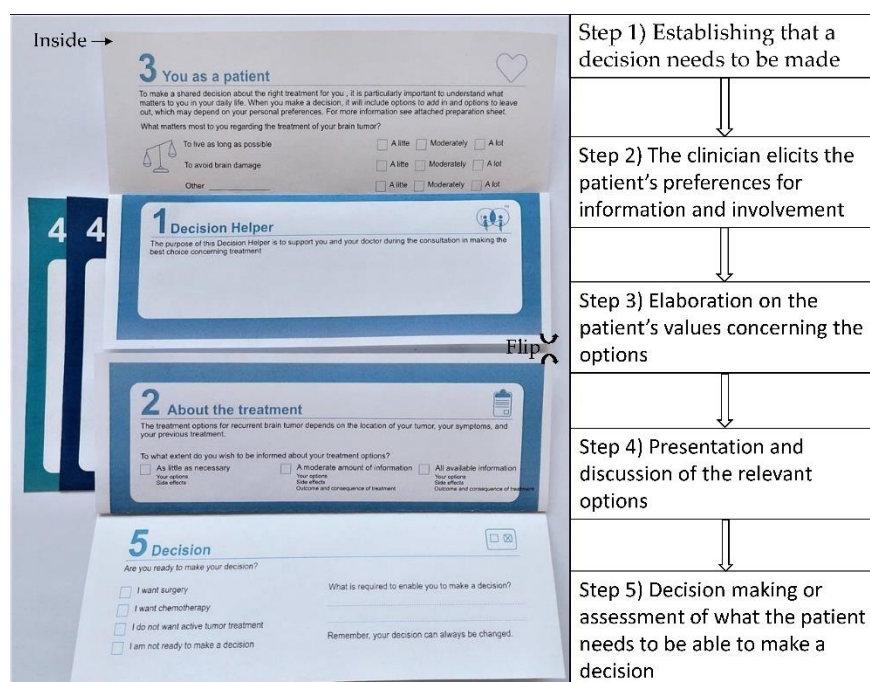 Inside →
3 You as a patient
To make a shared decision about the right treatment for you , it is particularly important to understand what
matters to you in your daily life. When you make a decision, it will include options to add in and options to leave
out, which may depend on your personal preferences. For more information see attached preparation sheet.
What matters most to you regarding the treatment of your brain tumor?
To live as long as possible A little Moderately A lot
To avoid brain damage A little Moderately A lot
Other A little Moderately A lot
4 4
1 Decision Helper
The purpose of this Decision Helper is to support you and your doctor during the consultation in making the
best choice concerning treatment
Flip
2 About the treatment
The treatment options for recurrent brain tumor depends on the location of your tumor, your symptoms, and
your previous treatment.
To what extent do you wish to be informed about your treatment options?
As little as necessary A moderate amount of information All available information
Your options Your options Your options
Side effects Side effects Side effects
Outcome and consequence of treatment Outcome and consequence of treatment
5 Decision
Are you ready to make your decision?
I want surgery What is required to enable you to make a decision?
I want chemotherapy
I do not want active tumor treatment
Remember, your decision can always be changed.
I am not ready to make a decision
Step 1) Establishing that a
decision needs to be made
Step 2) The clinician elicits the
patient's preferences for
information and involvement
Step 3) Elaboration on the
patient's values concerning the
options
Step 4) Presentation and
discussion of the relevant
options
Step 5) Decision making or
assessment of what the patient
needs to be able to make a
decision